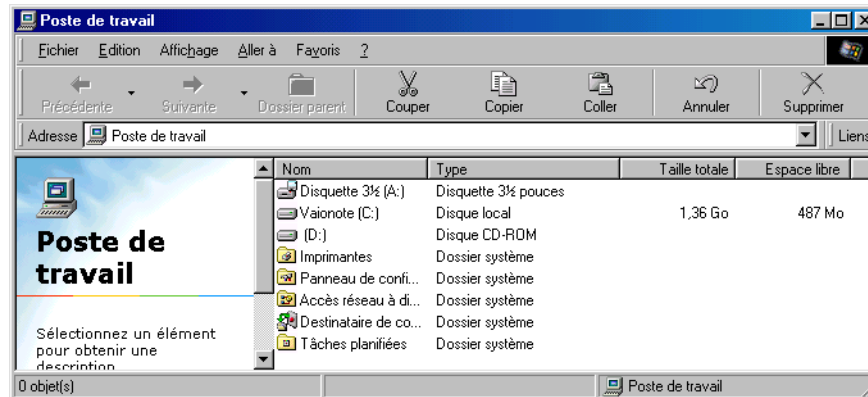 Poste de travail
Fichier Edition Affichage Aller à Favoris ?
Précédente Suivante Dossier parent Couper Copier Coller Annuler Supprimer
Adresse Poste de travail Liens
Nom Type Taille totale Espace libre
Disquette 3½ (A:) Disquette 3½ pouces
Vaionote (C:) Disque local 1,36 Go 487 Mo
(D:) Disque CD-ROM
Imprimantes Dossier système
Panneau de confi... Dossier système
Accès réseau à di... Dossier système
Destinataire de co... Dossier système
Tâches planifiées Dossier système
Poste de
travail
Sélectionnez un élément
pour obtenir une
description
0 objet(s) Poste de travail